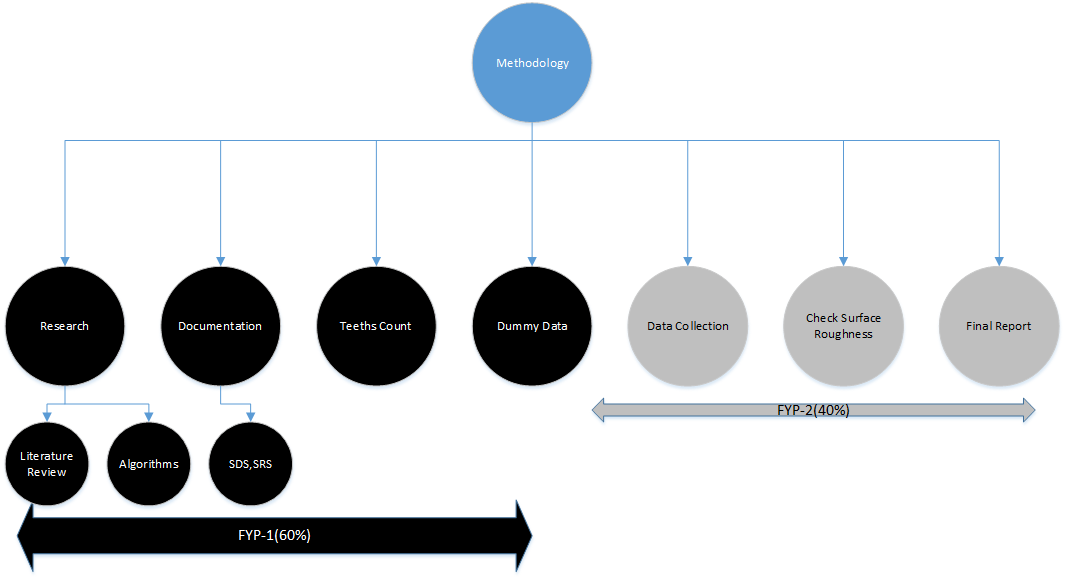 Methodology
Research
Documentation
Teeths Count
Dummy Data
Data Collection
Check Surface
Roughness
Final Report
FYP-2(40%)
Literature
Review
Algorithms
SDS,SRS
FYP-1(60%)